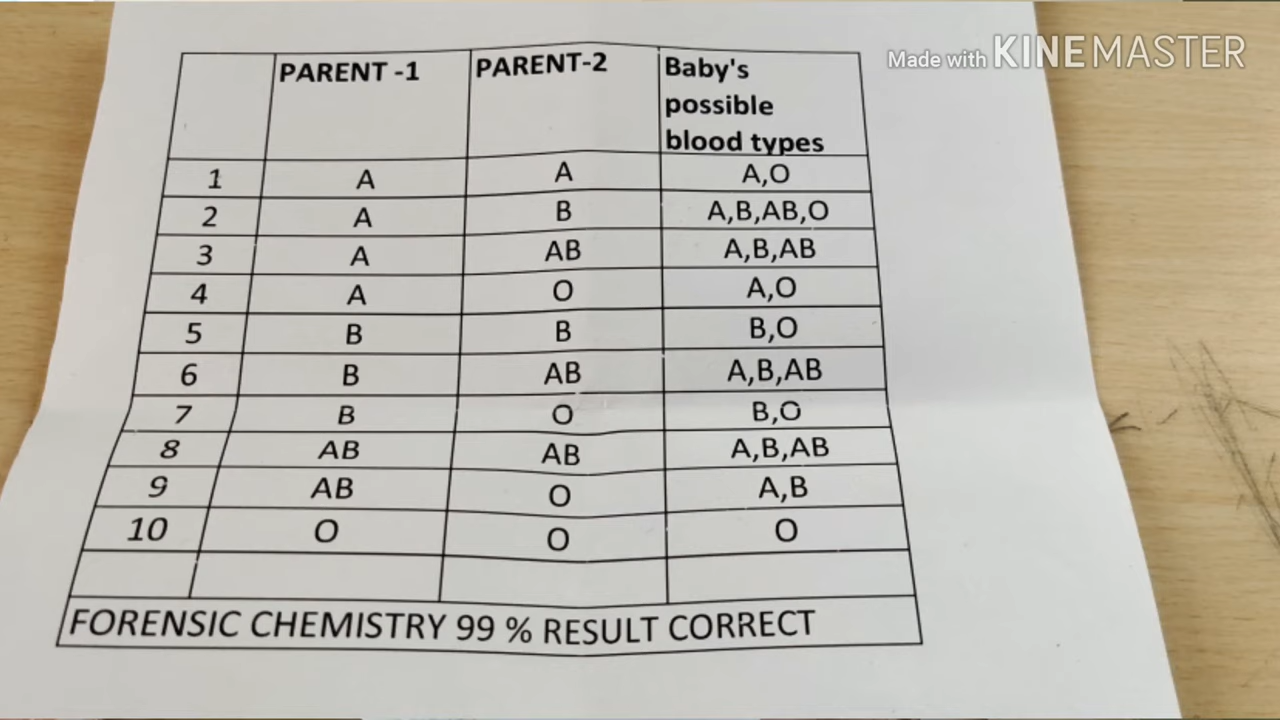 Made with KINEMASTER
PARENT -1 PARENT-2 Baby's
possible
blood types
1 A A A,O
2 A B A,B,AB,O
3 A AB A,B,AB
4 A O A,O
5 B B B,O
6 B AB A,B,AB
7 B O B,O
8 AB AB A,B,AB
9 AB O A,B
10 O O O
FORENSIC CHEMISTRY 99 % RESULT CORRECT